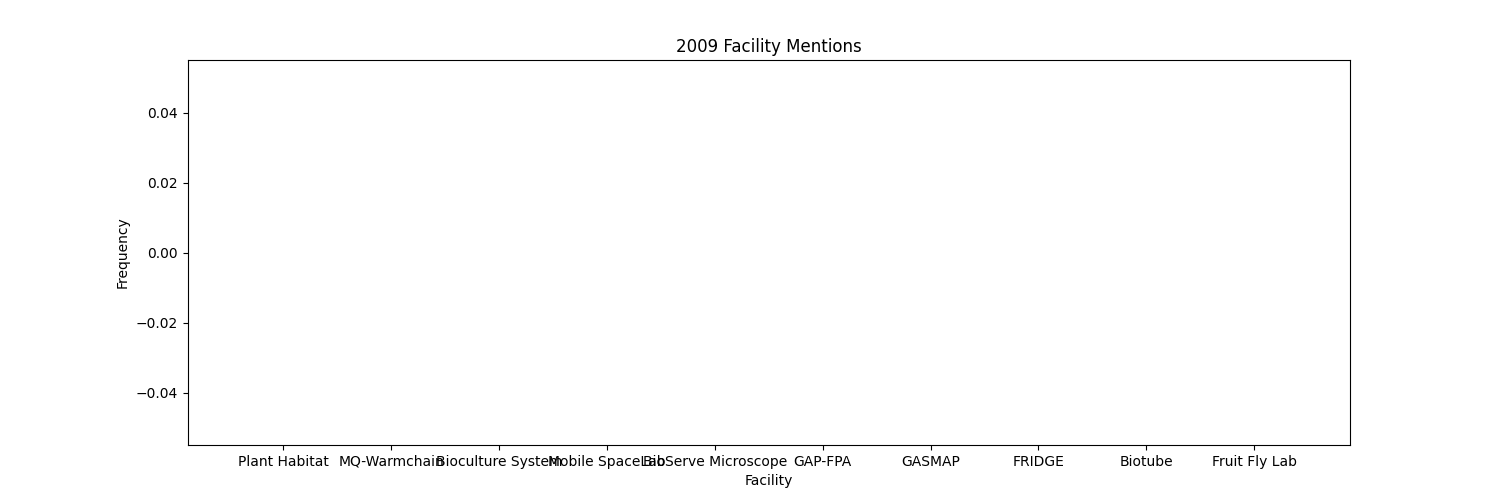 2009 Facility Mentions
0.04
0.02
0.00
−0.02
−0.04
Frequency
Plant Habitat MQ-Warmchain Bioculture System Mobile SpaceLab BioServe Microscope GAP-FPA GASMAP FRIDGE Biotube Fruit Fly Lab
Facility